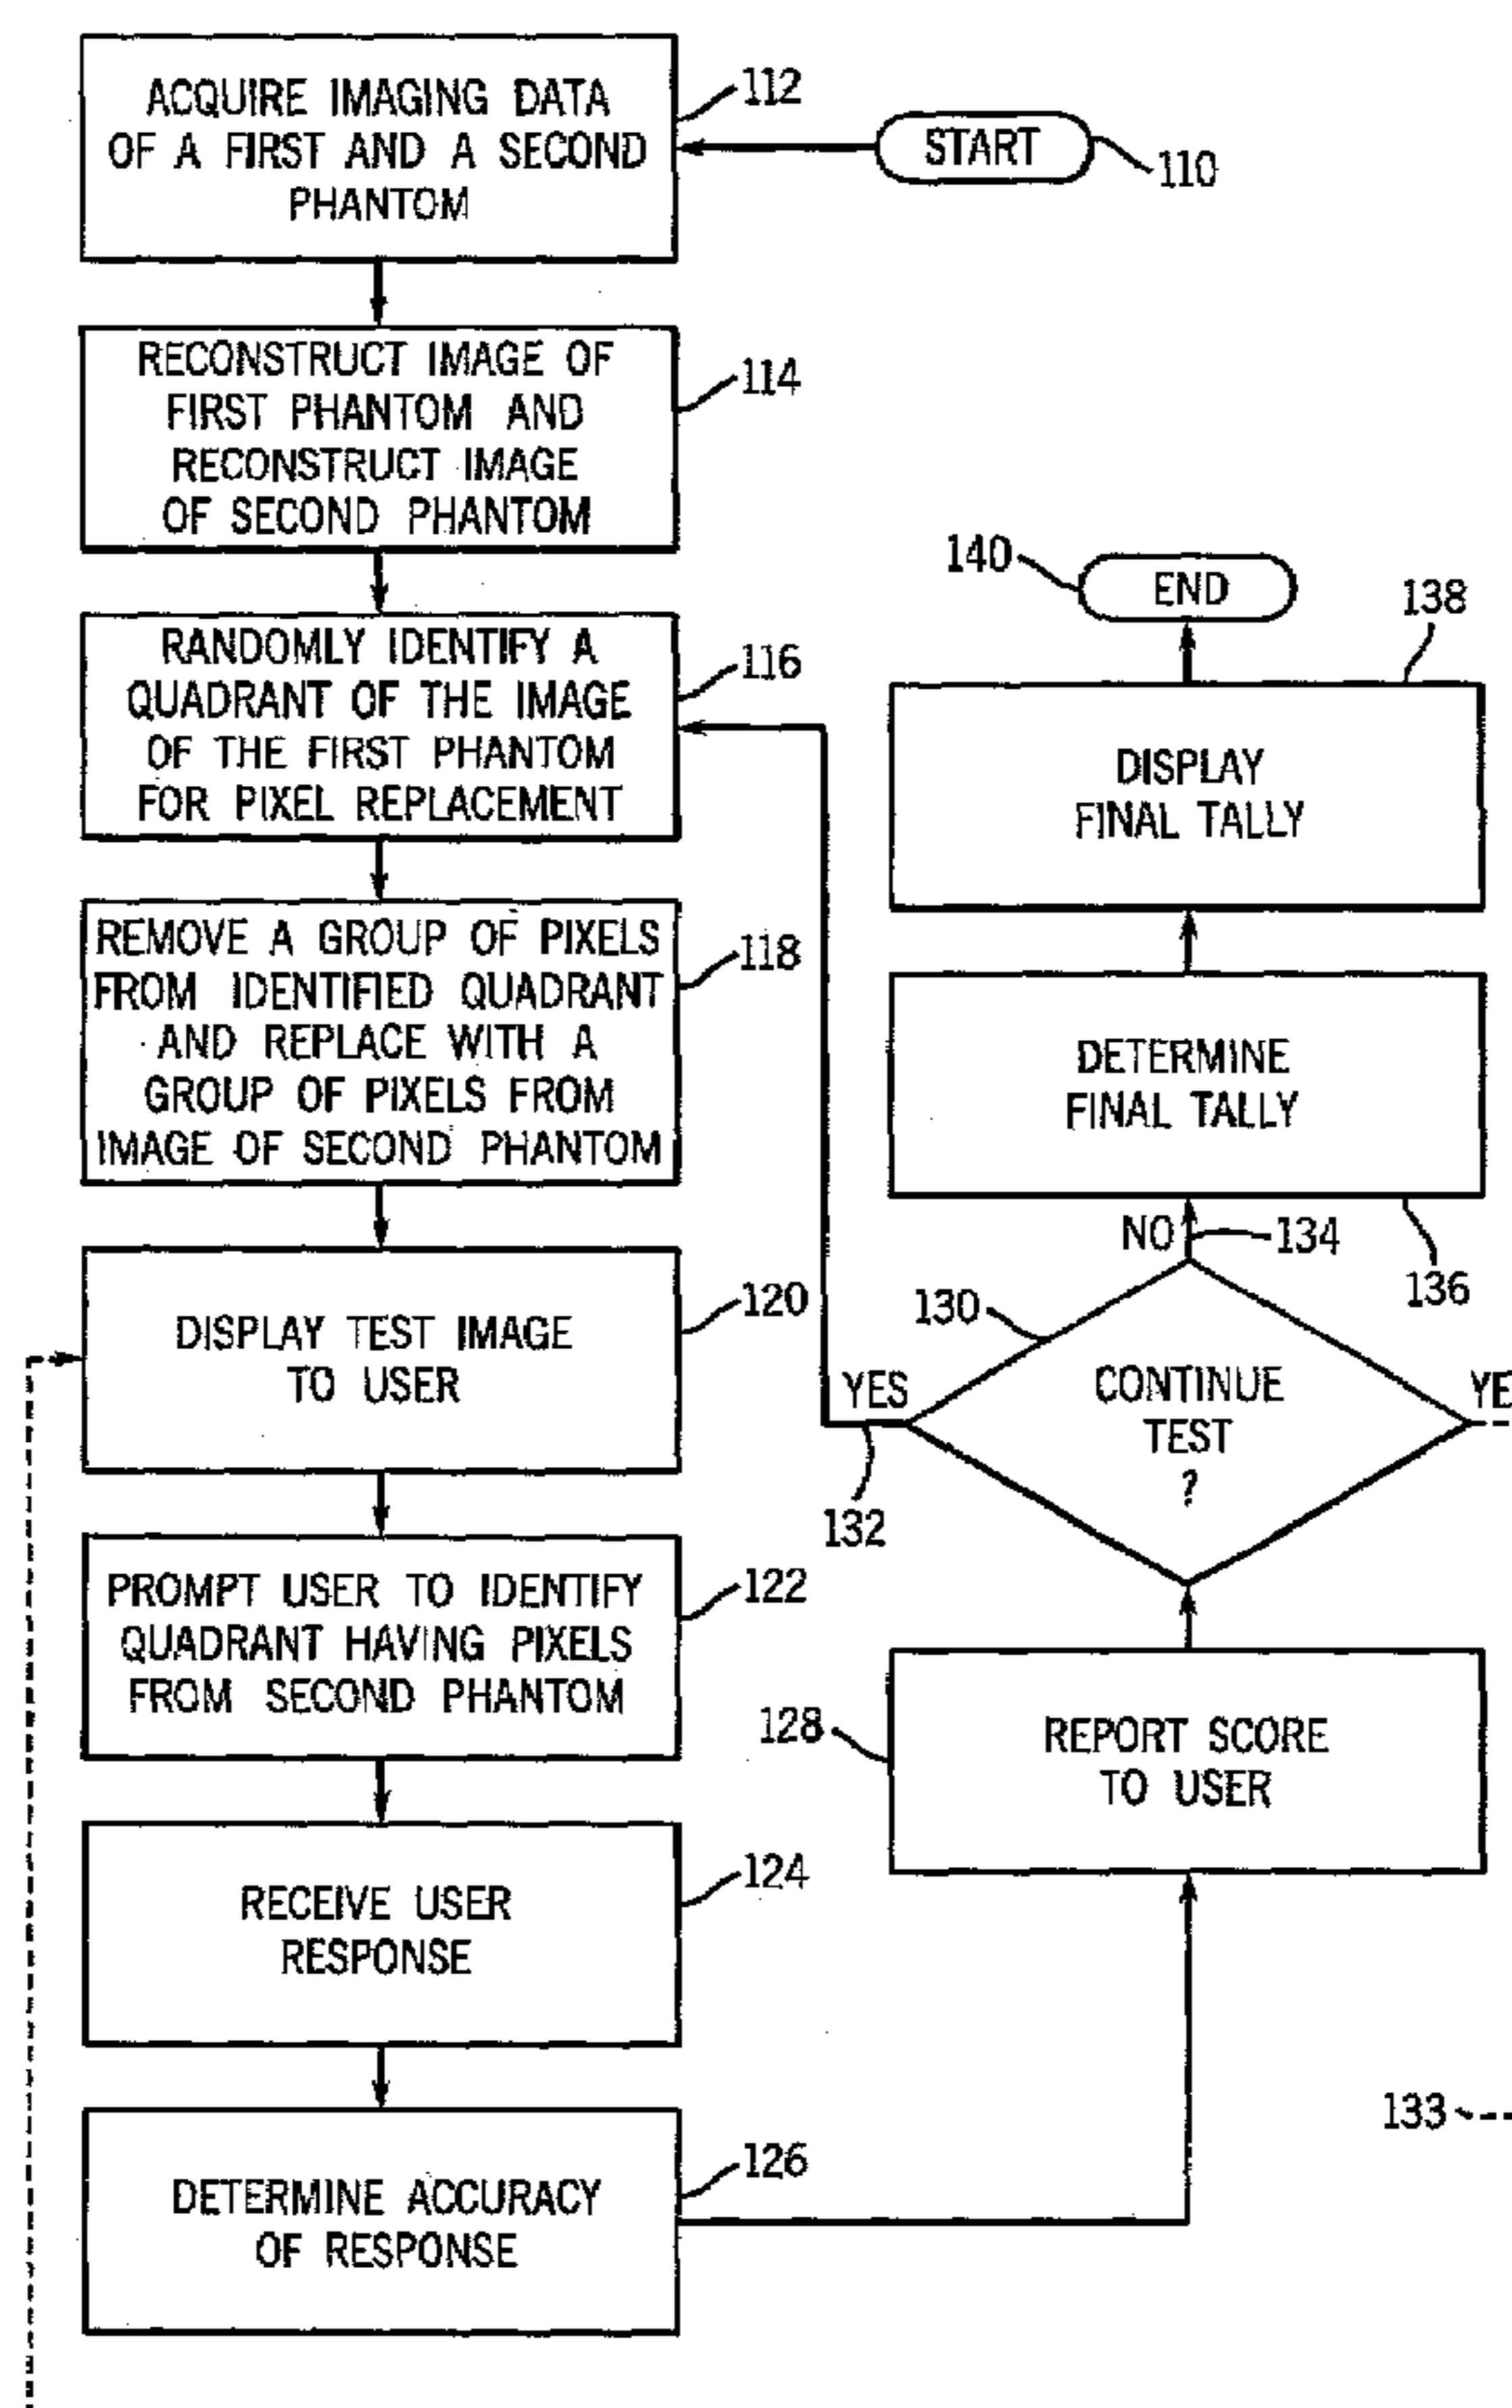 ACQUIRE IMAGING DATA
OF A FIRST AND A SECOND
PHANTOM
112
START
110
RECONSTRUCT IMAGE OF
FIRST PHANTOM AND
RECONSTRUCT IMAGE
OF SECOND PHANTOM
114
RANDOMLY IDENTIFY A
QUADRANT OF THE IMAGE
OF THE FIRST PHANTOM
FOR PIXEL REPLACEMENT
116
REMOVE A GROUP OF PIXELS
FROM IDENTIFIED QUADRANT
AND REPLACE WITH A
GROUP OF PIXELS FROM
IMAGE OF SECOND PHANTOM
118
DISPLAY TEST IMAGE
TO USER
120
PROMPT USER TO IDENTIFY
QUADRANT HAVING PIXELS
FROM SECOND PHANTOM
122
RECEIVE USER
RESPONSE
124
DETERMINE ACCURACY
OF RESPONSE
126
140
END
138
DISPLAY
FINAL TALLY
DETERMINE
FINAL TALLY
136
NO
134
130
CONTINUE
TEST
?
YES
132
YE
128
REPORT SCORE
TO USER
133